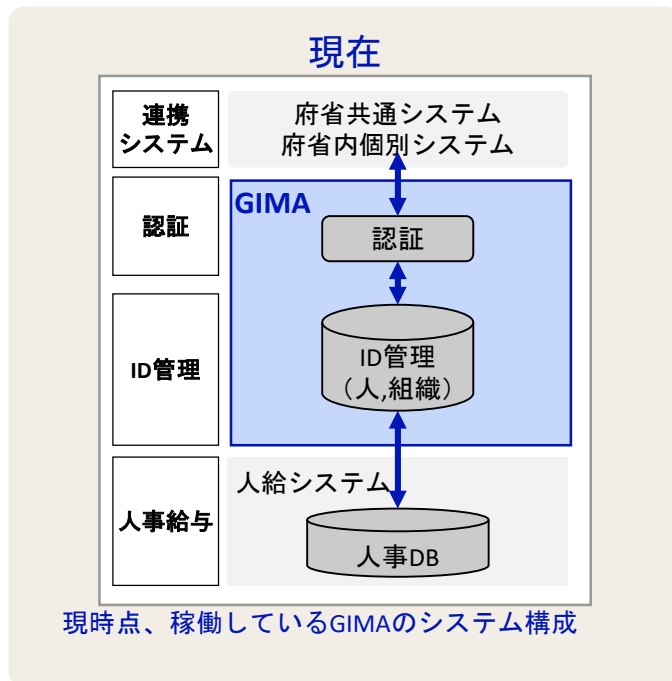 現在
連携
システム
府省共通システム
府省内個別システム
認証
GIMA
認証
ID管理
ID管理
（人,組織）
人事給与
人給システム
人事DB
現時点、稼働しているGIMAのシステム構成